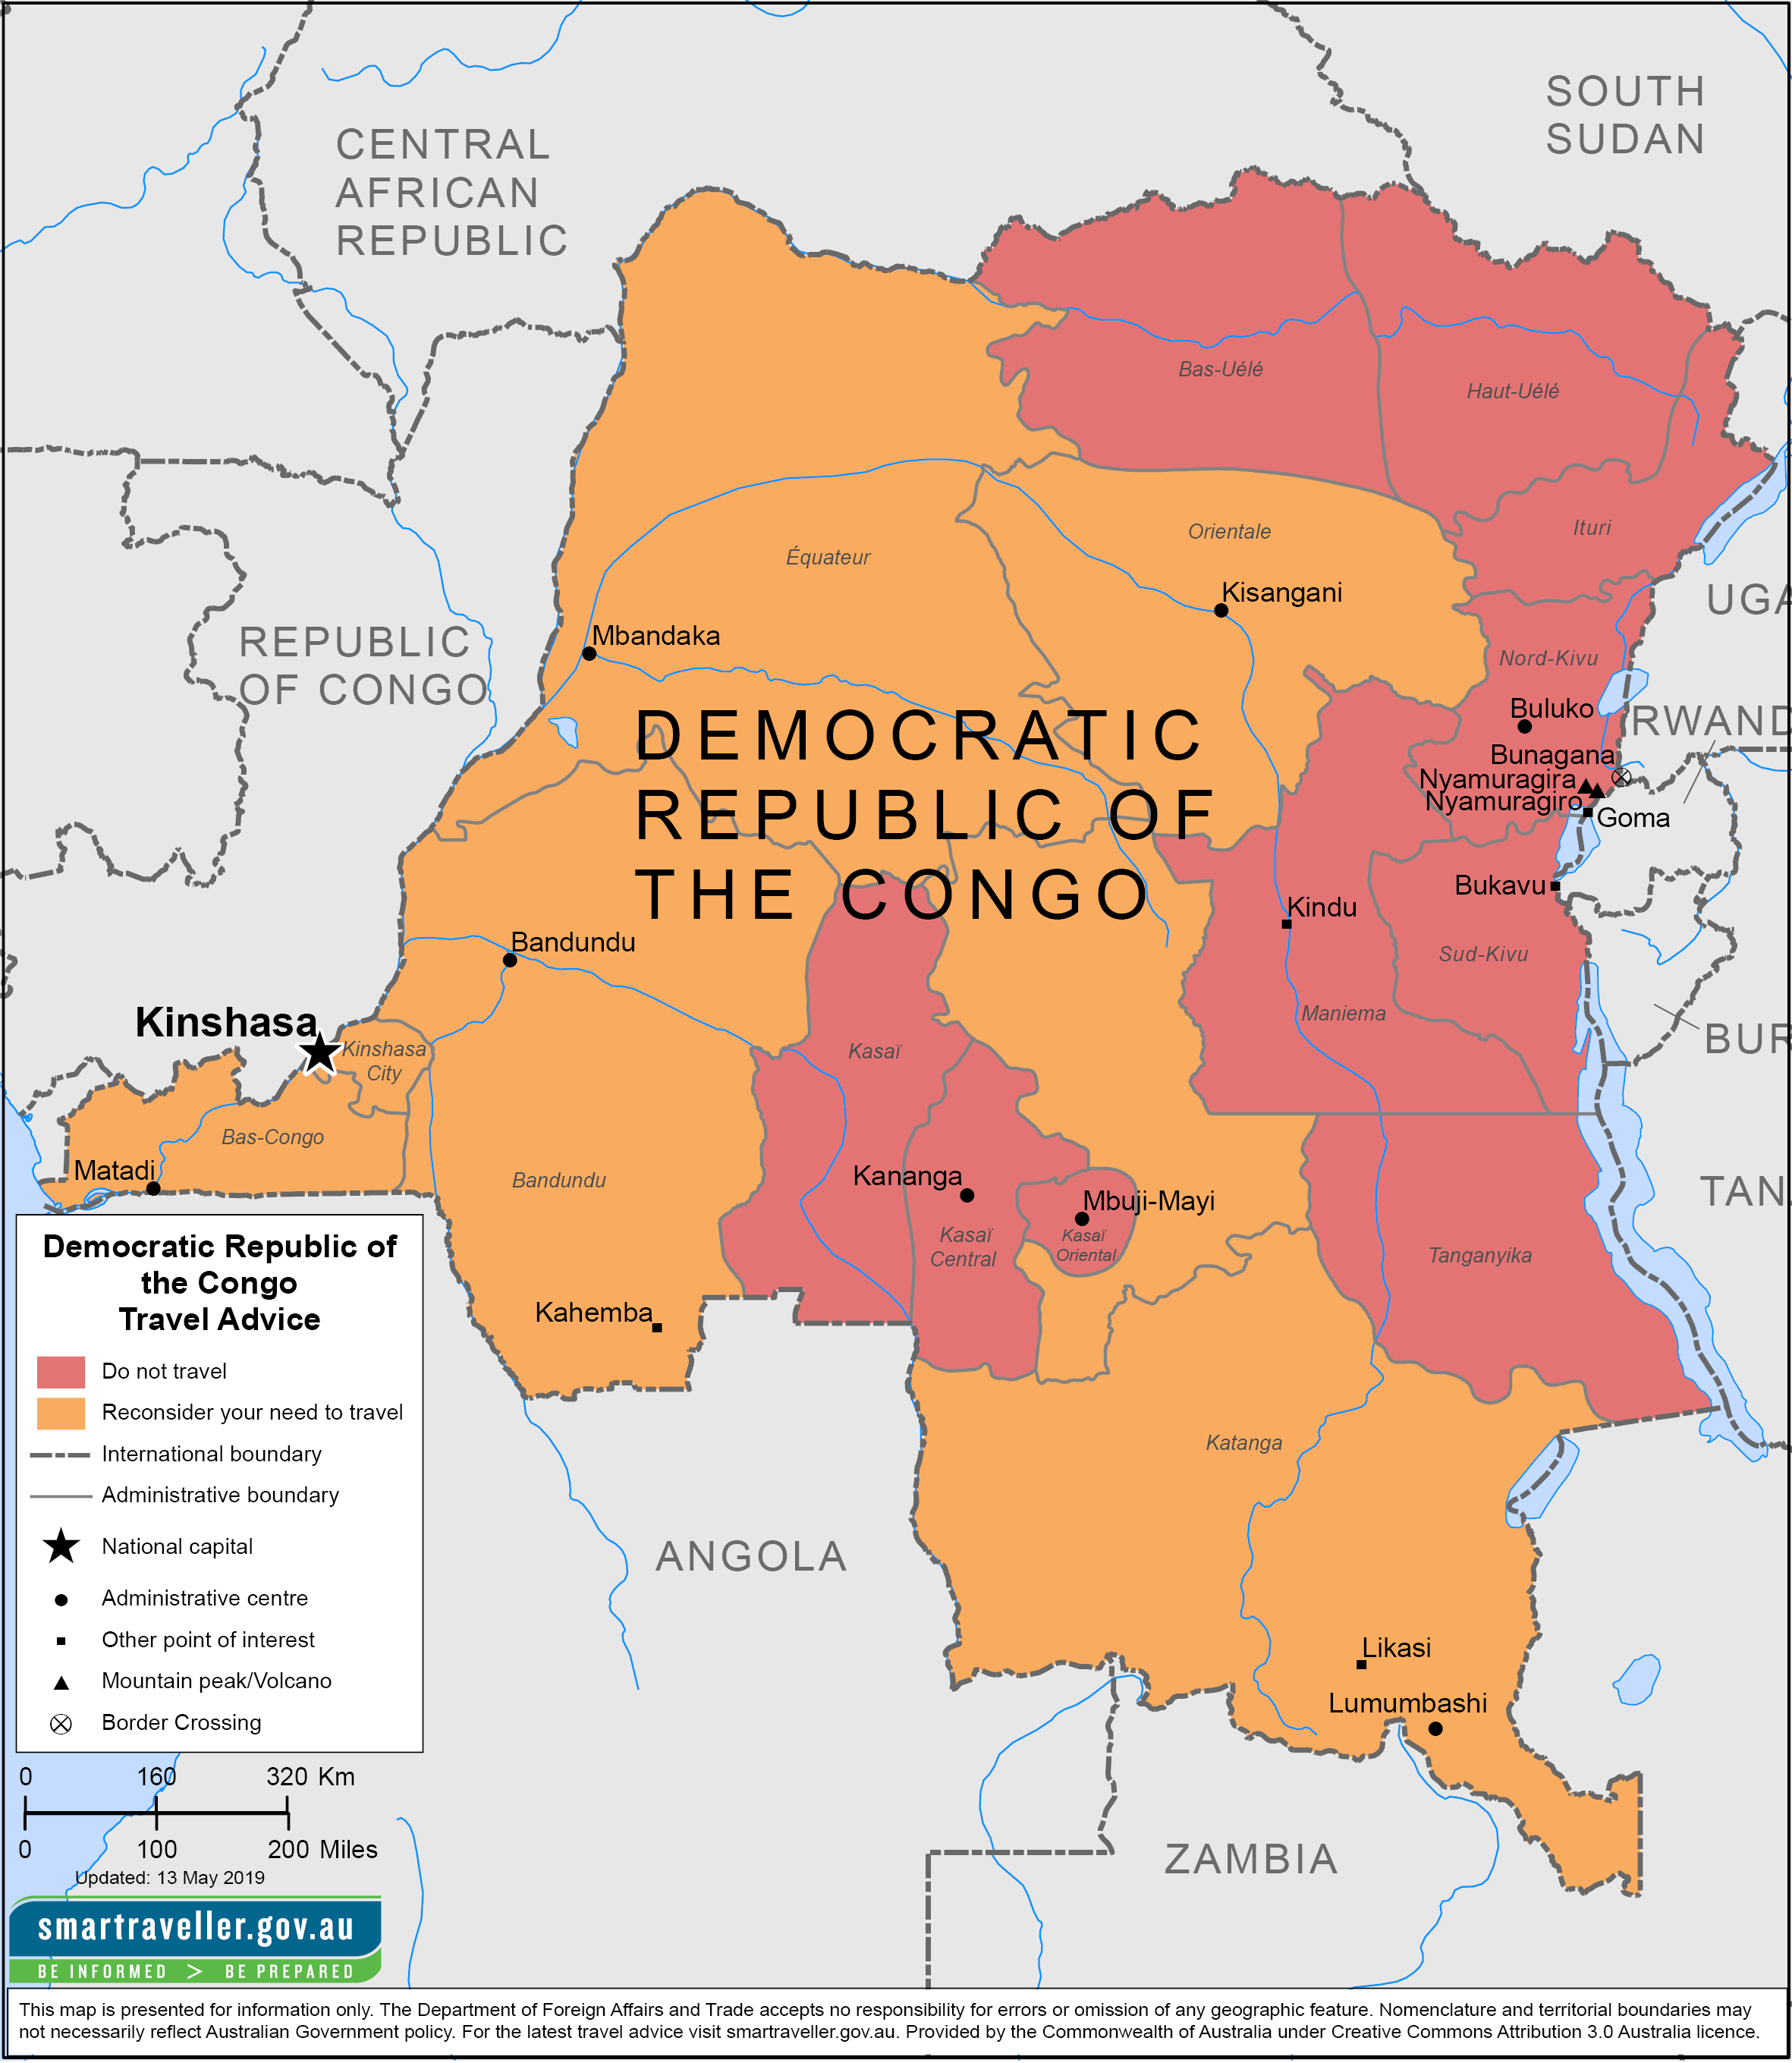 CENTRAL
AFRICAN
REPUBLIC
SOUTH
SUDAN
Bas-Uélé
Haut-Uélé
Ituri
Orientale
Équateur
Kisangani
UGA
Mbandaka
REPUBLIC
OF CONGO
Nord-Kivu
Buluko
RWAND
Bunagana
Nyamuragira
Nyamuragiro
Goma
DEMOCRATIC
REPUBLIC OF
THE CONGO
Bukavu
Kindu
Bandundu
Sud-Kivu
Maniema
Kinshasa
Kinshasa
City
Kasaï
BUR
Bas-Congo
Matadi
Bandundu
Kananga
Mbuji-Mayi
TAN
Kasaï
Central
Kasaï
Oriental
Tanganyika
Kahemba
Katanga
ANGOLA
Likasi
Lumumbashi
ZAMBIA
Democratic Republic of
the Congo
Travel Advice
Do not travel
Reconsider your need to travel
International boundary
Administrative boundary
National capital
Administrative centre
Other point of interest
Mountain peak/Volcano
Border Crossing
0 160 320 Km
0 100 200 Miles
Updated: 13 May 2019
smartraveller.gov.au
BE INFORMED > BE PREPARED
This map is presented for information only. The Department of Foreign Affairs and Trade accepts no responsibility for errors or omission of any geographic feature. Nomenclature and territorial boundaries may
not necessarily reflect Australian Government policy. For the latest travel advice visit smartraveller.gov.au. Provided by the Commonwealth of Australia under Creative Commons Attribution 3.0 Australia licence.